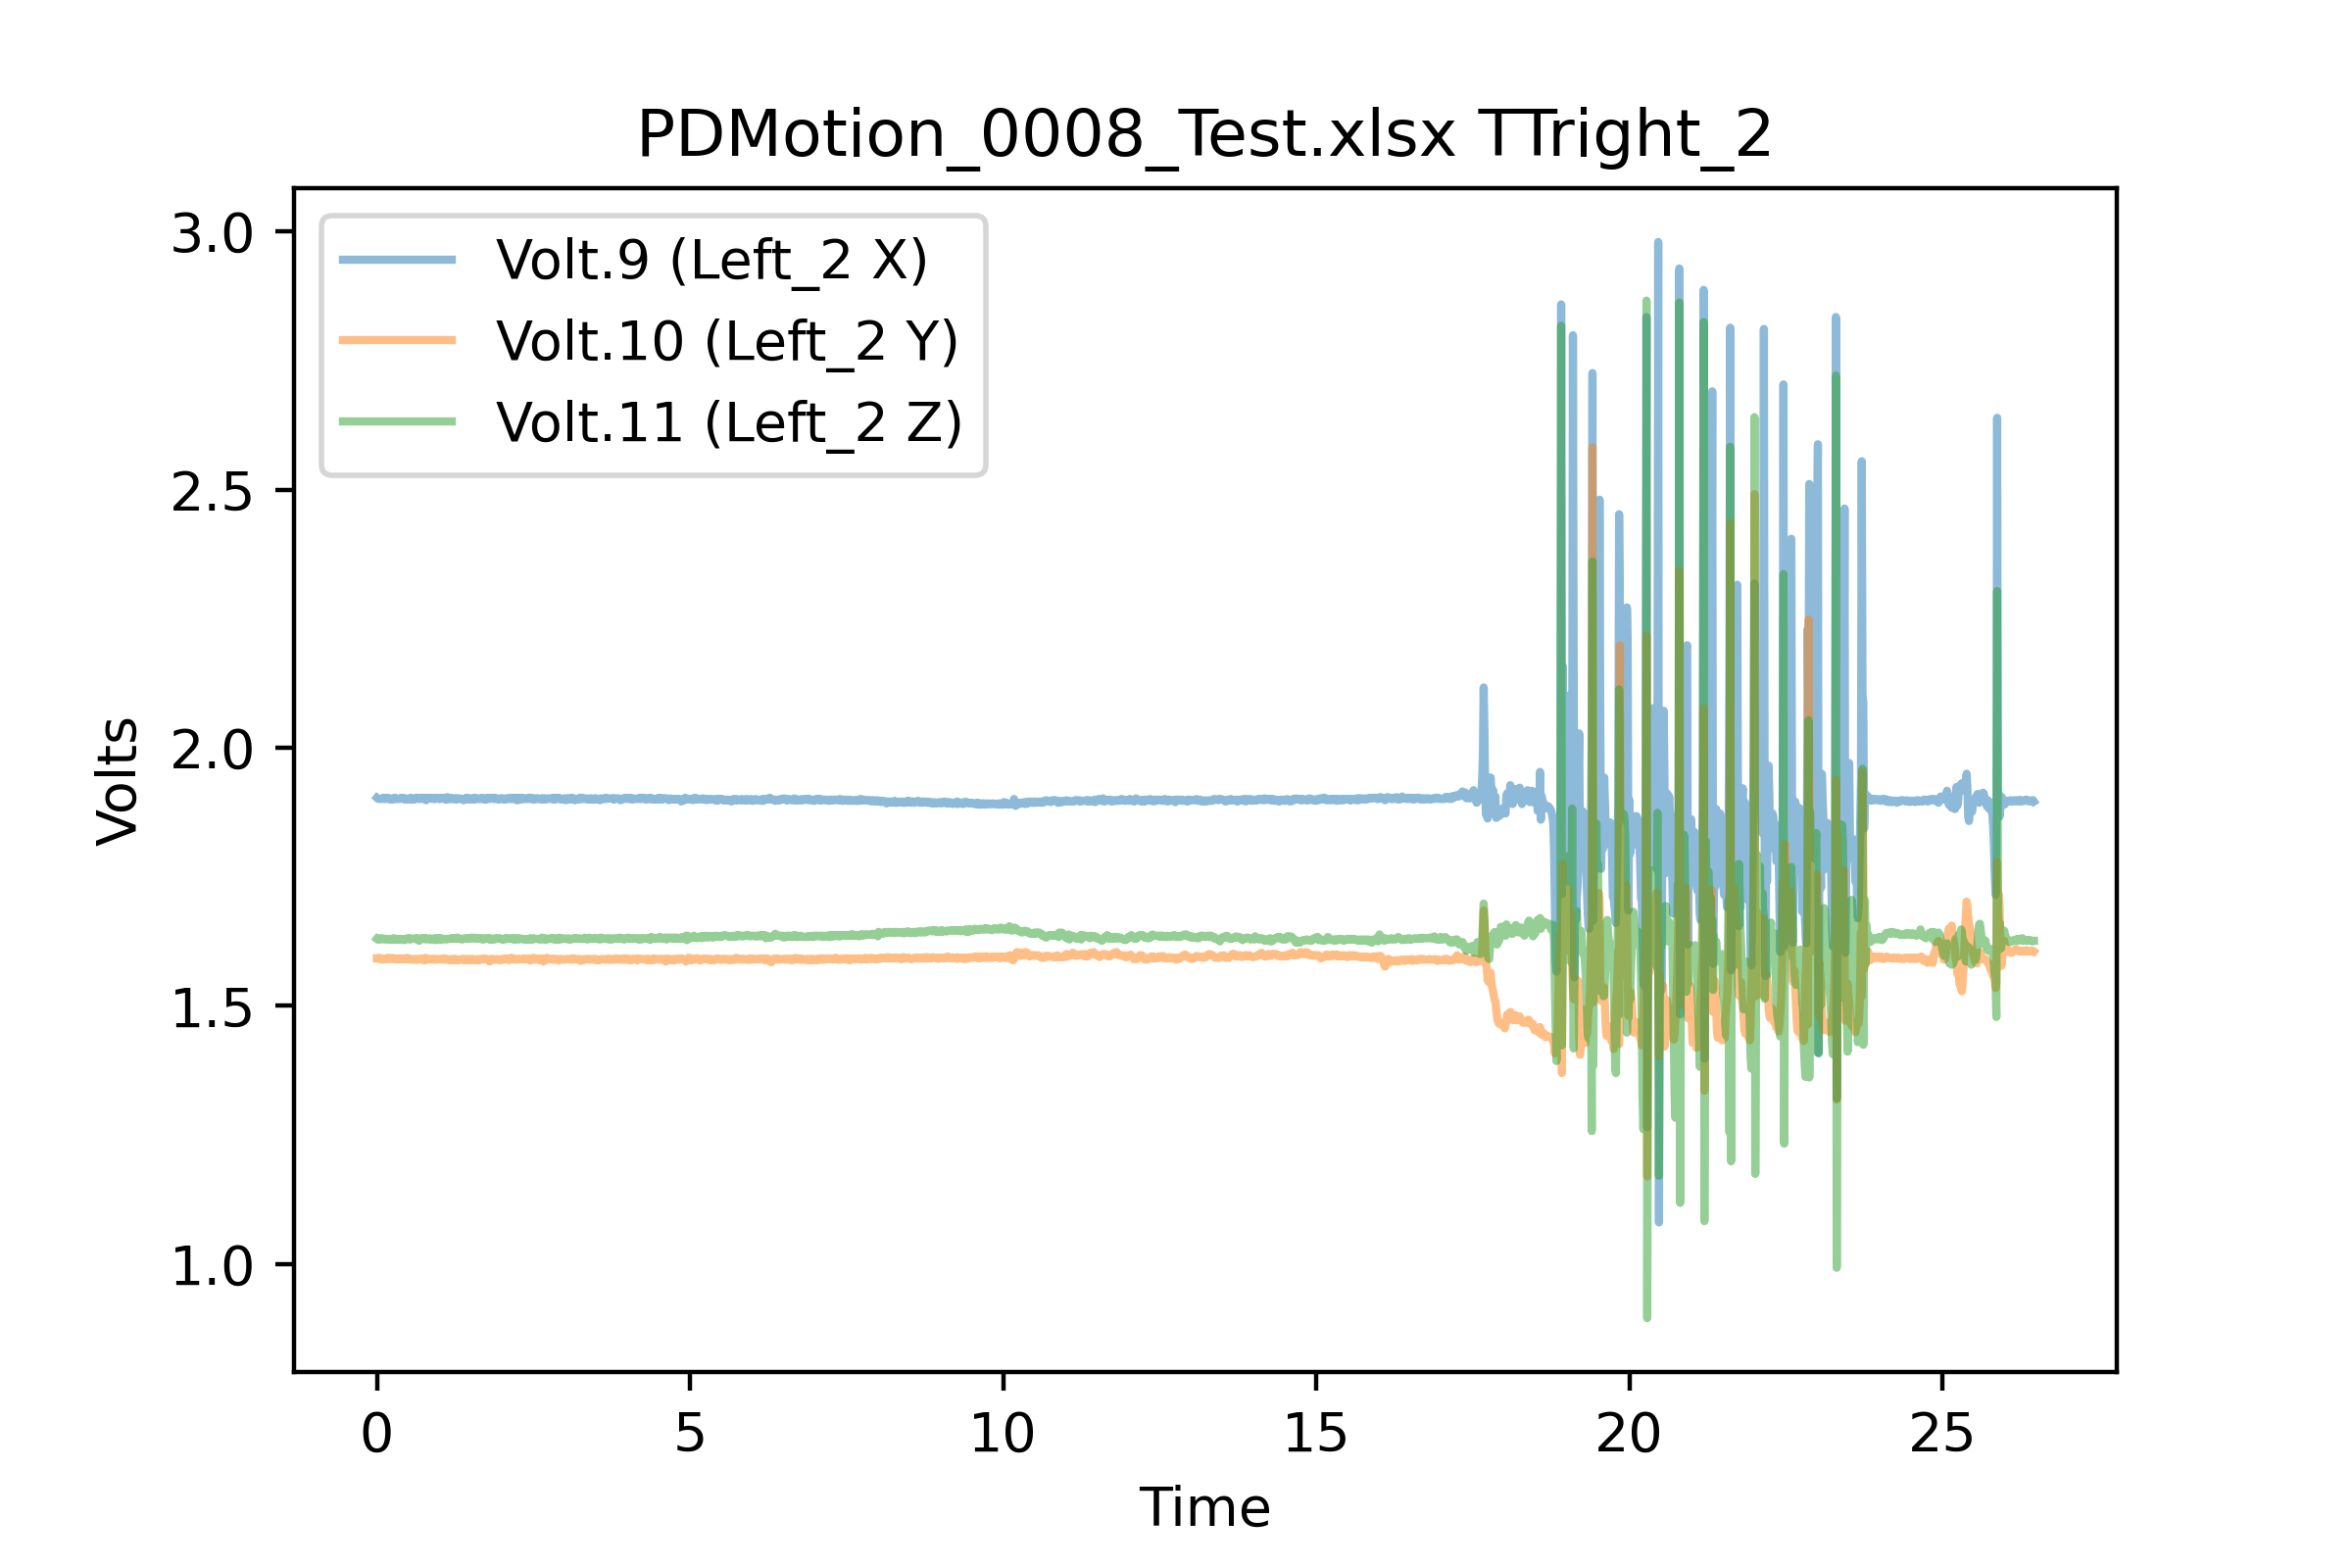 PDMotion_0008_Test.xlsx TTright_2
Volt.9 (Left_2 X)
Volt.10 (Left_2 Y)
Volt.11 (Left_2 Z)
Volts
3.0
2.5
2.0
1.5
1.0
0 5 10 15 20 25
Time